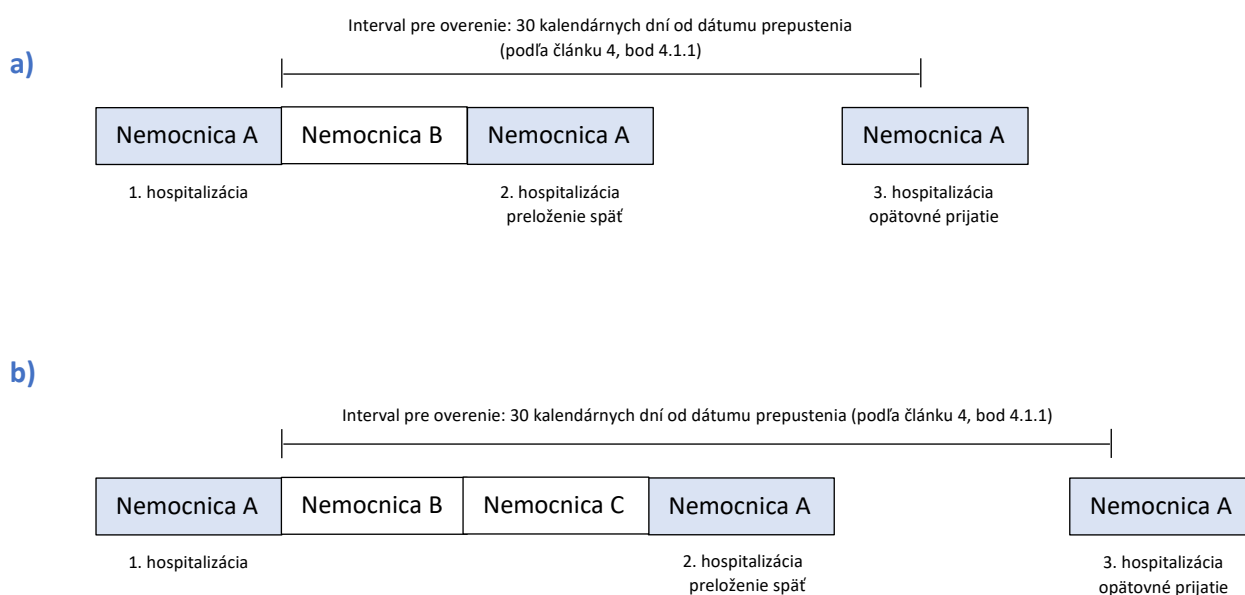 Interval pre overenie: 30 kalendárnych dní od dátumu prepustenia
(podľa článku 4, bod 4.1.1)
a)
Nemocnica A
Nemocnica B
Nemocnica A
Nemocnica A
1. hospitalizácia
2. hospitalizácia
preloženie späť
3. hospitalizácia
opätovné prijatie
b)
Interval pre overenie: 30 kalendárnych dní od dátumu prepustenia (podľa článku 4, bod 4.1.1)
Nemocnica A
Nemocnica B
Nemocnica C
Nemocnica A
Nemocnica A
1. hospitalizácia
2. hospitalizácia
preloženie späť
3. hospitalizácia
opätovné prijatie